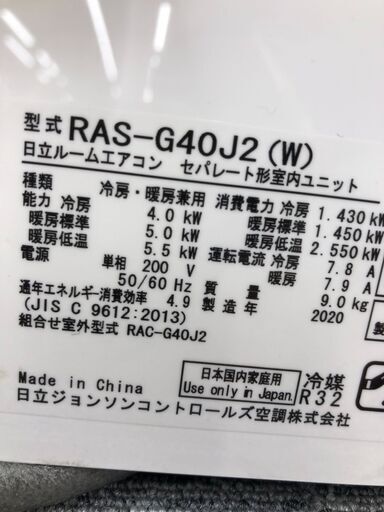 型式 RAS-G40J2(W)
日立ルームエアコン セパレート形室内ユニット
種類 冷房・暖房兼用 消費電力 冷房 1.430kW
能力 冷房 4.0 kW 暖房標準 1.450 kW
暖房標準 5.0 kW 暖房低温 2.550 kW
暖房低温 5.5 kW 運転電流 冷房 7.8 A
電源 単相 200 V 暖房 7.9 A
50/60 Hz 質量 9.0 kg
通年エネルギー消費効率 4.9 製造年 2020
(JIS C 9612:2013)
組合せ室外型式 RAC-G40J2
Made in China
日本国内家庭用
Use only in Japan.
冷媒
R32
日立ジョンソンコントロールズ空調株式会社